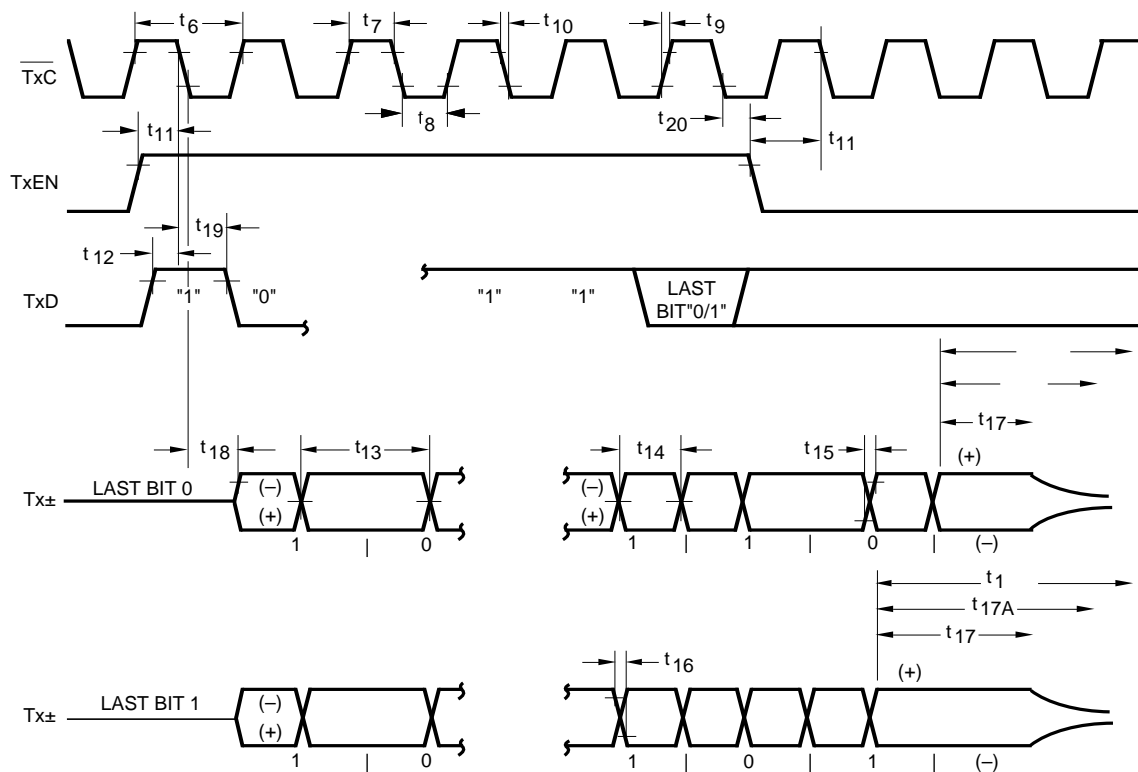 t6 t7 t10 t9
TxC
t11 t8 t20 t11
TxEN
t19
t12
TxD "1" "0" "1" "1" LAST
BIT"0/1"
t17
t18 t13 t14 t15
(+)
Tx± LAST BIT 0 (–) (–)
(+) (+)
1 | 0 1 | 1 | 0 | (–)
t1
t17A
t17
t16
(+)
Tx± LAST BIT 1 (–)
(+)
1 | 0 1 | 0 | 1 | (–)